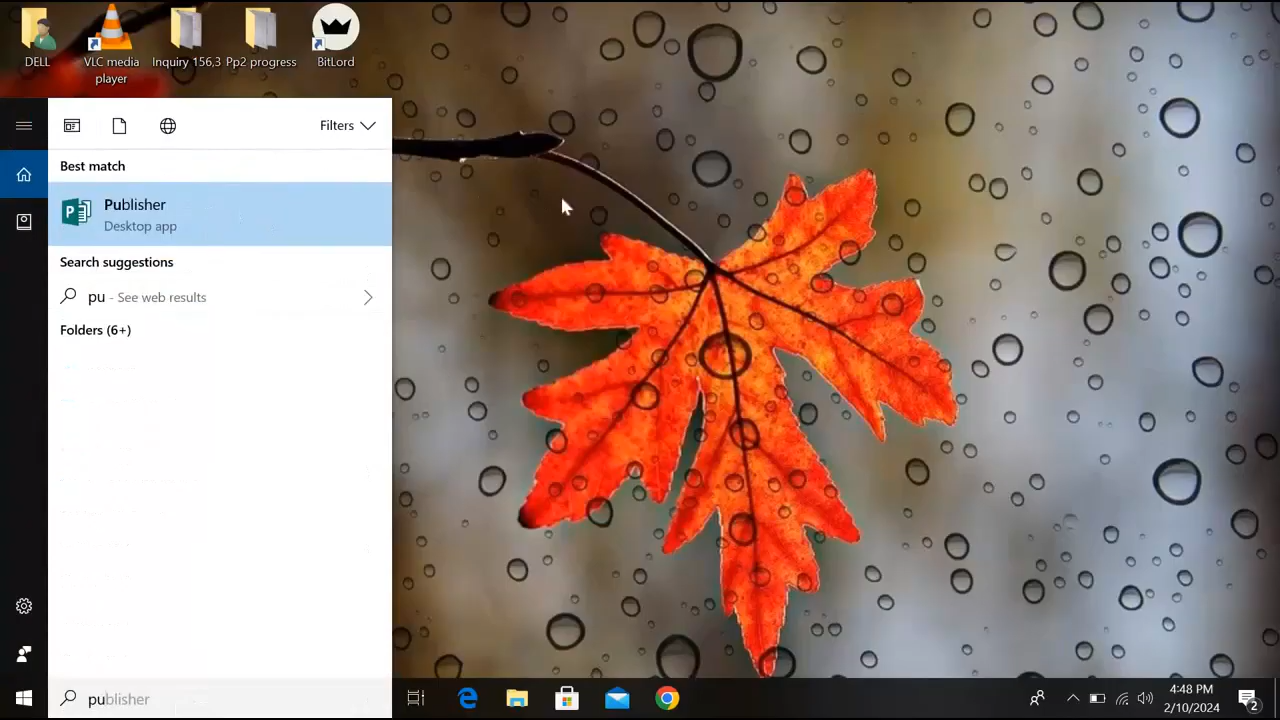 DELL
VLC media
player
Inquiry 156,3
Pp2 progress
BitLord
Filters
Best match
Publisher
Desktop app
Search suggestions
pu - See web results
Folders (6+)
publisher
4:48 PM
2/10/2024
2